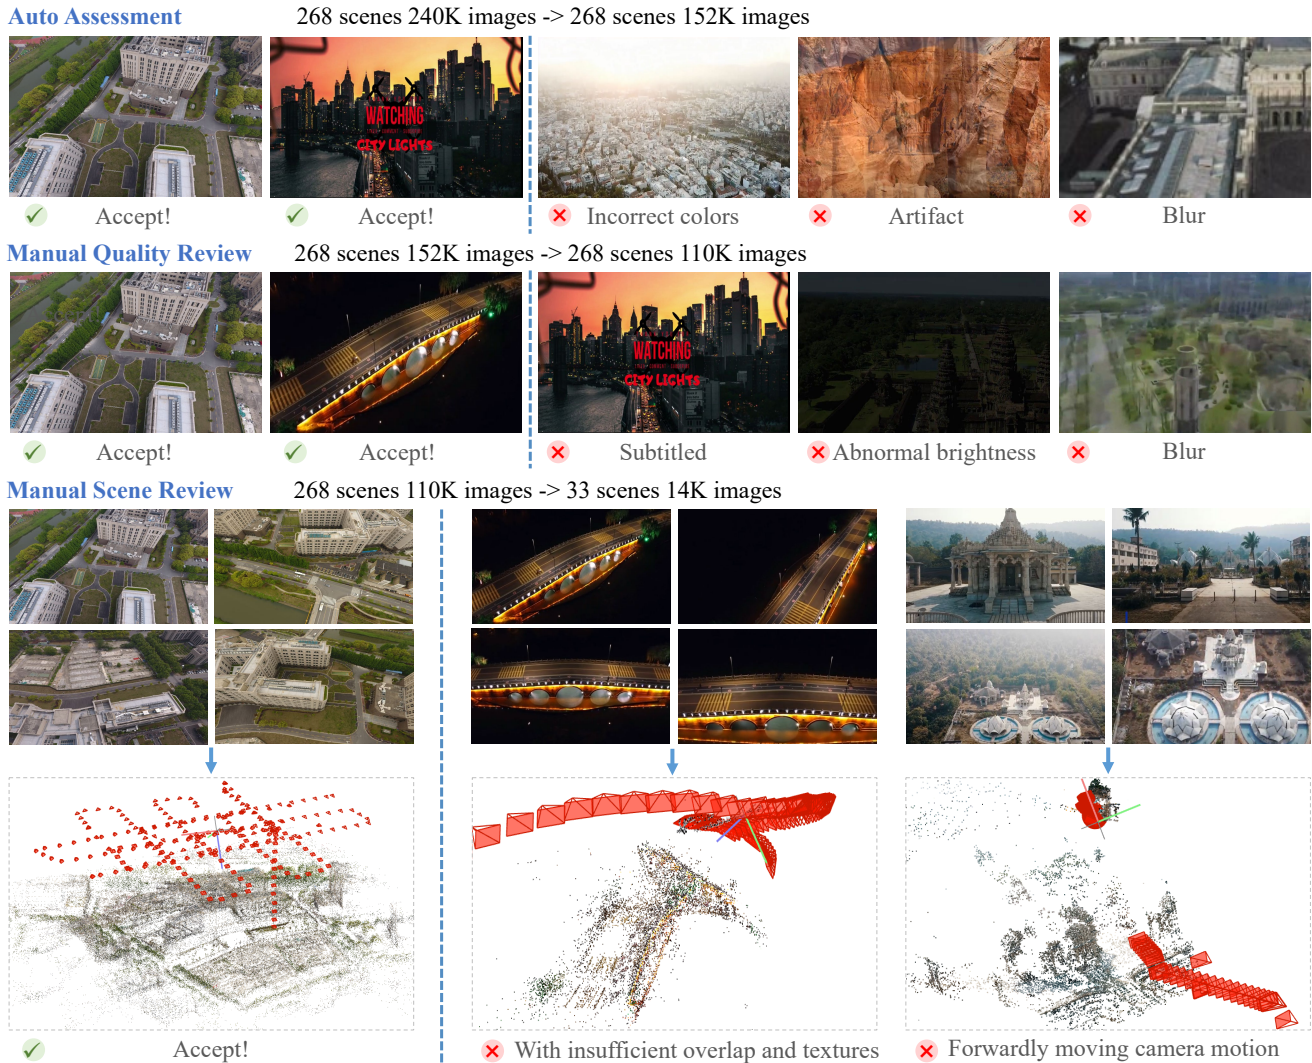 Auto Assessment 268 scenes 240K images -> 268 scenes 152K images
WATCHING
CITY LIGHTS
Accept! Accept! Incorrect colors Artifact Blur
Manual Quality Review 268 scenes 152K images -> 268 scenes 110K images
WATCHING
CITY LIGHTS
Accept! Accept! Subtitled Abnormal brightness Blur
Manual Scene Review 268 scenes 110K images -> 33 scenes 14K images
Accept! With insufficient overlap and textures Forwardly moving camera motion